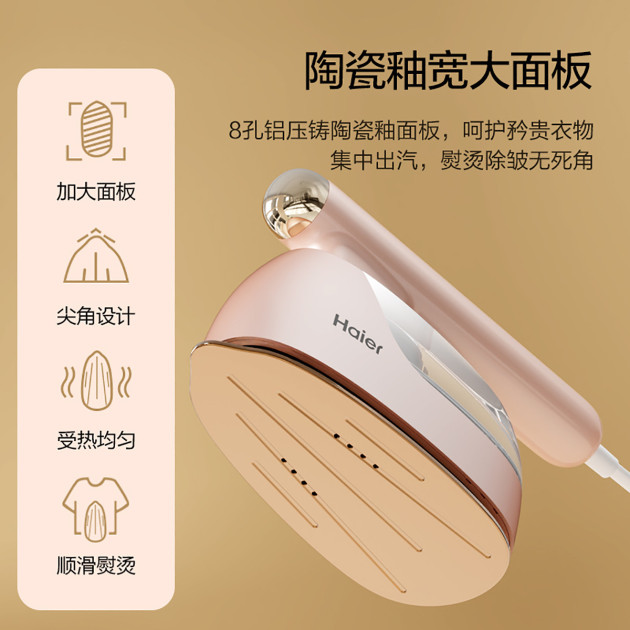 陶瓷釉宽大面板
8孔铝压铸陶瓷釉面板，呵护矜贵衣物
集中出汽，熨烫除皱无死角
加大面板
尖角设计
受热均匀
顺滑熨烫
Haier